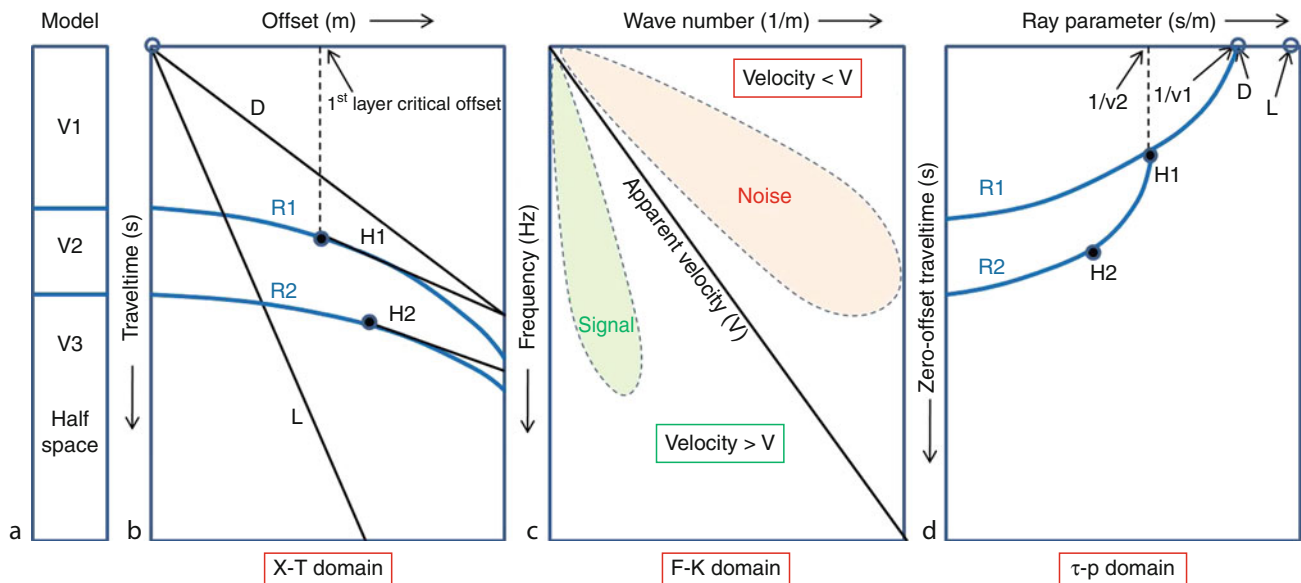 Model
Offset (m)
Wave number (1/m)
Ray parameter (s/m)
V1
V2
V3
Half
space
a
Traveltime (s)
D
1st layer critical offset
R1
H1
R2
H2
L
b
X-T domain
Frequency (Hz)
Velocity < V
Noise
Apparent velocity (V)
Signal
Velocity > V
c
F-K domain
Zero-offset traveltime (s)
1/v2
1/v1
D
L
R1
H1
R2
H2
d
τ-p domain